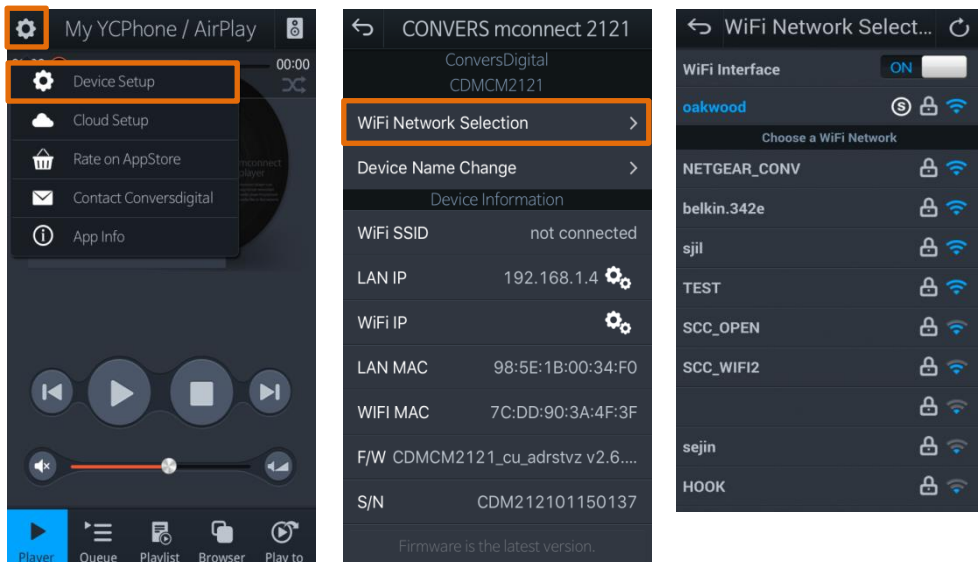 My YCPhone / AirPlay
00:00
Device Setup
Cloud Setup
Rate on AppStore
Contact Conversdigital
App Info
mconnect
player
Player
Queue
Playlist
Browser
Play to
CONVERS mconnect 2121
ConversDigital
CDMCM2121
WiFi Network Selection
Device Name Change
Device Information
WiFi SSID not connected
LAN IP 192.168.1.4
WiFi IP
LAN MAC 98:5E:1B:00:34:F0
WIFI MAC 7C:DD:90:3A:4F:3F
F/W CDMCM2121_cu_adrstvz v2.6....
S/N CDM212101150137
Firmware is the latest version.
WiFi Network Select...
WiFi Interface ON
oakwood S
Choose a WiFi Network
NETGEAR_CONV
belkin.342e
sjil
TEST
SCC_OPEN
SCC_WIFI2
sejin
HOOK